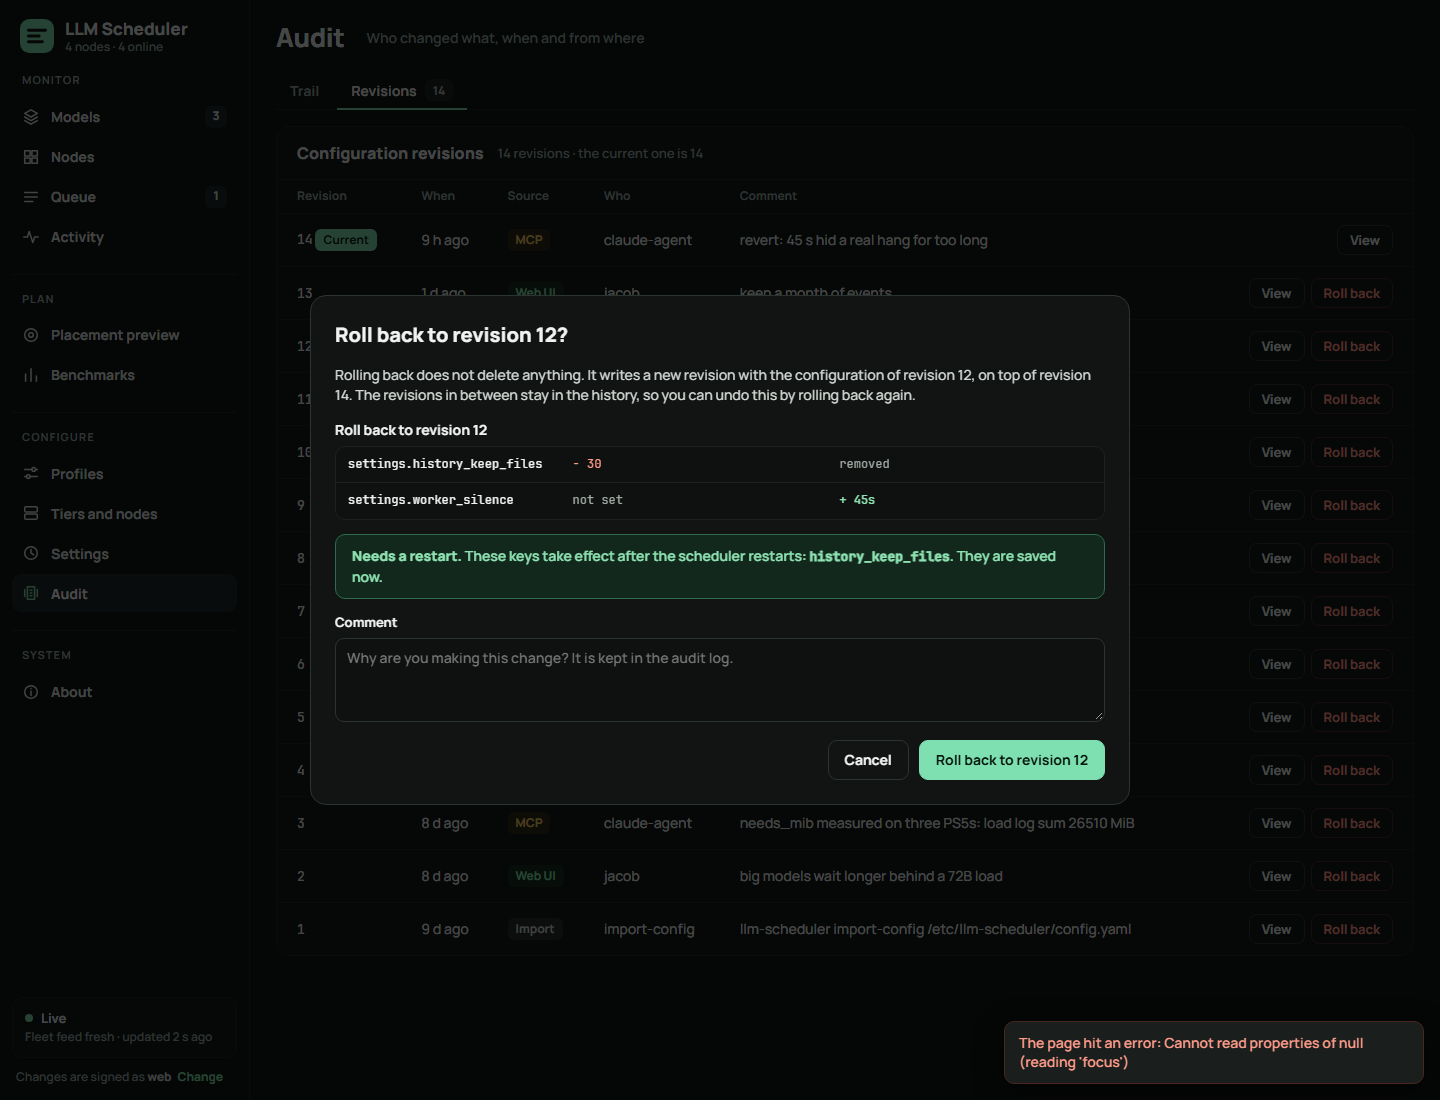 LLM Scheduler
4 nodes · 4 online
MONITOR
Models 3
Nodes
Queue 1
Activity
PLAN
Placement preview
Benchmarks
CONFIGURE
Profiles
Tiers and nodes
Settings
Audit
SYSTEM
About
Live
Fleet feed fresh · updated 2 s ago
Changes are signed as web Change
Audit Who changed what, when and from where
Trail Revisions 14
Configuration revisions 14 revisions · the current one is 14
Revision When Source Who Comment
14 Current 9 h ago MCP claude-agent revert: 45 s hid a real hang for too long View
13 1 d ago Web UI jacob keep a month of events View Roll back
12 View Roll back
11 View Roll back
10 View Roll back
9 View Roll back
8 View Roll back
7 View Roll back
6 View Roll back
5 View Roll back
4 View Roll back
3 8 d ago MCP claude-agent needs_mib measured on three PS5s: load log sum 26510 MiB View Roll back
2 8 d ago Web UI jacob big models wait longer behind a 72B load View Roll back
1 9 d ago Import import-config llm-scheduler import-config /etc/llm-scheduler/config.yaml View Roll back
Roll back to revision 12?
Rolling back does not delete anything. It writes a new revision with the configuration of revision 12, on top of revision
14. The revisions in between stay in the history, so you can undo this by rolling back again.
Roll back to revision 12
settings.history_keep_files - 30 removed
settings.worker_silence not set + 45s
Needs a restart. These keys take effect after the scheduler restarts: history_keep_files. They are saved
now.
Comment
Why are you making this change? It is kept in the audit log.
Cancel Roll back to revision 12
The page hit an error: Cannot read properties of null
(reading 'focus')